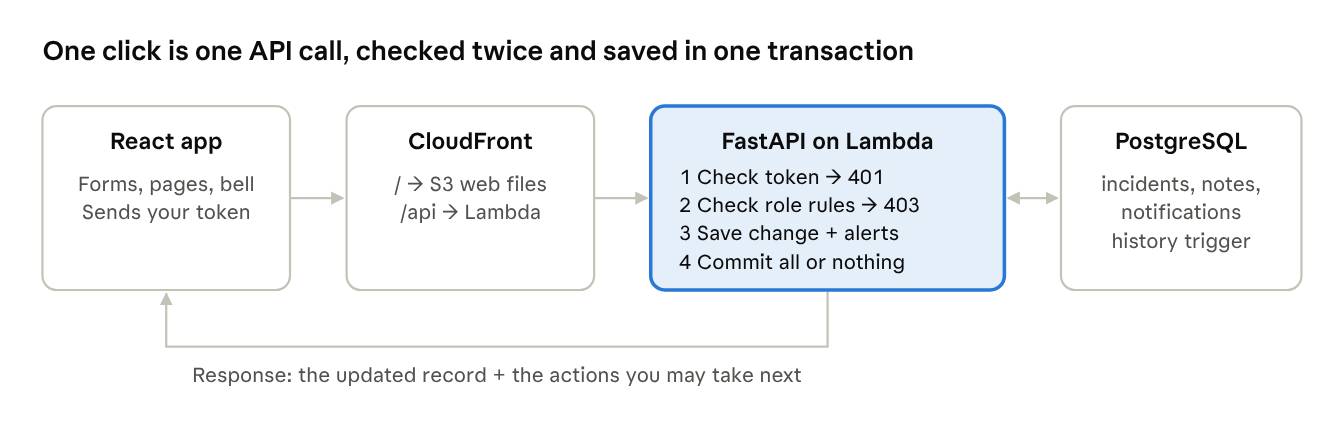 One click is one API call, checked twice and saved in one transaction
React app
Forms, pages, bell
Sends your token
CloudFront
/ → S3 web files
/api → Lambda
FastAPI on Lambda
1 Check token → 401
2 Check role rules → 403
3 Save change + alerts
4 Commit all or nothing
PostgreSQL
incidents, notes,
notifications
history trigger
Response: the updated record + the actions you may take next